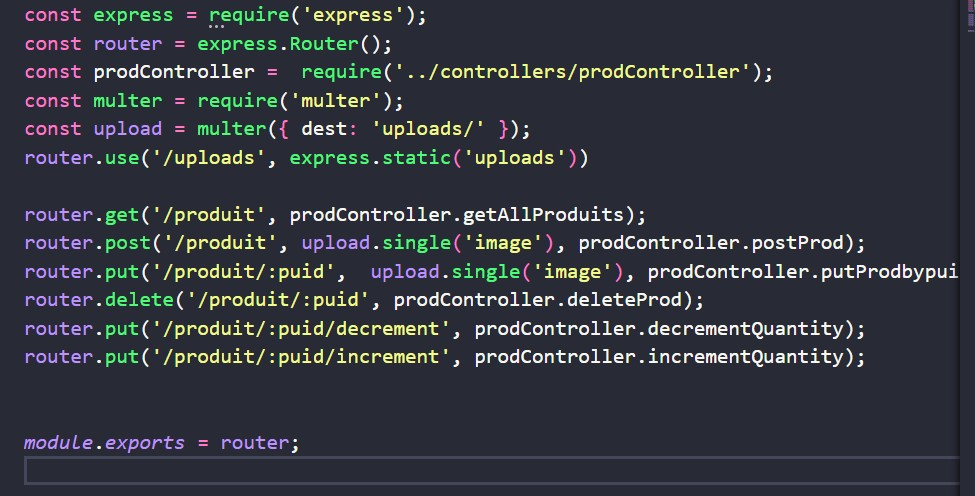 const express = require('express');
const router = express.Router();
const prodController =  require('../controllers/prodController');
const multer = require('multer');
const upload = multer({ dest: 'uploads/' });
router.use('/uploads', express.static('uploads'))
router.get('/produit', prodController.getAllProduits);
router.post('/produit', upload.single('image'), prodController.postProd);
router.put('/produit/:puid',  upload.single('image'), prodController.putProdbypui
router.delete('/produit/:puid', prodController.deleteProd);
router.put('/produit/:puid/decrement', prodController.decrementQuantity);
router.put('/produit/:puid/increment', prodController.incrementQuantity);
module.exports = router;